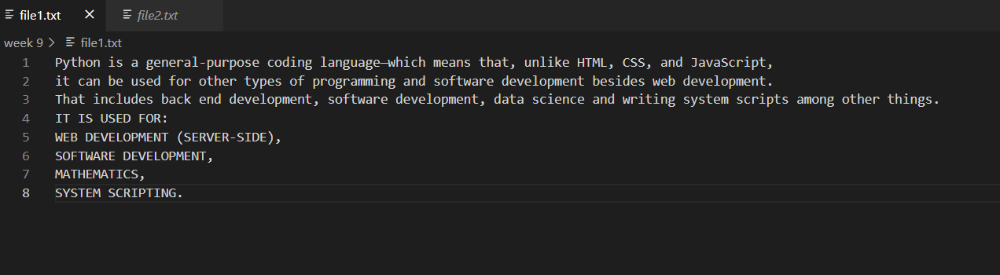 file1.txt × file2.txt
week 9 > file1.txt
1 Python is a general-purpose coding language—which means that, unlike HTML, CSS, and JavaScript,
2 it can be used for other types of programming and software development besides web development.
3 That includes back end development, software development, data science and writing system scripts among other things.
4 IT IS USED FOR:
5 WEB DEVELOPMENT (SERVER-SIDE),
6 SOFTWARE DEVELOPMENT,
7 MATHEMATICS,
8 SYSTEM SCRIPTING.